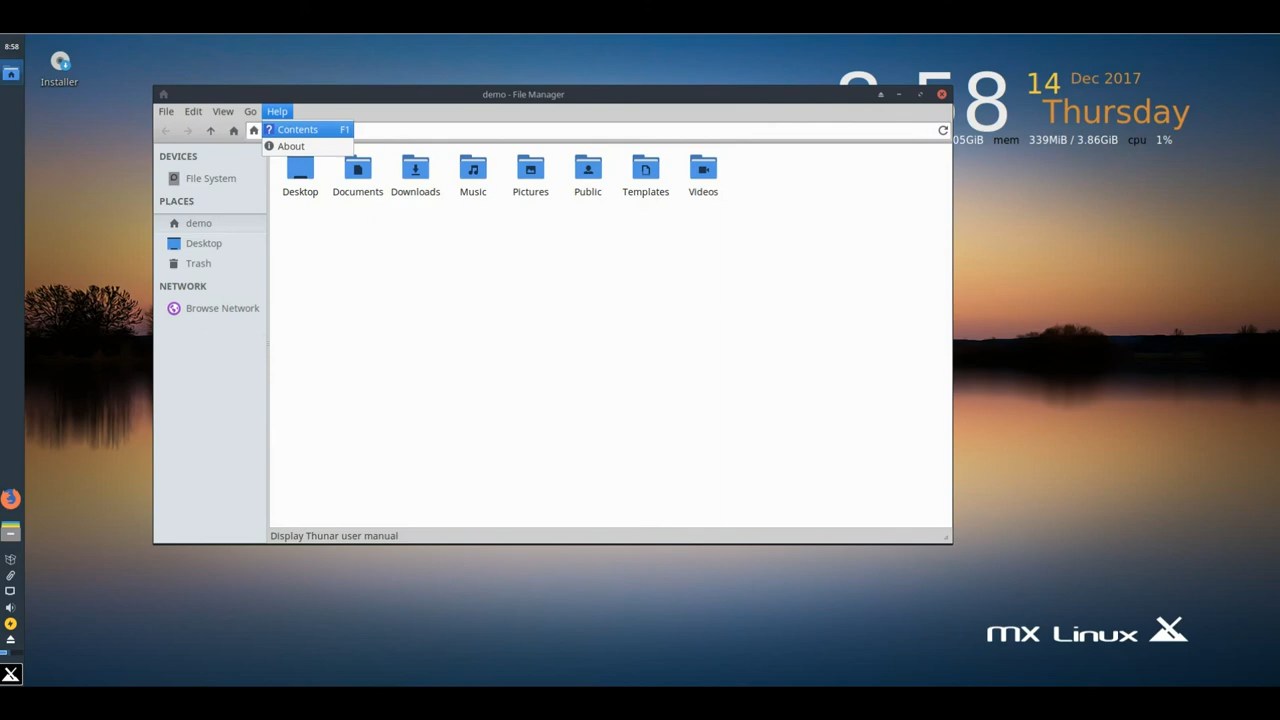 8:58
Installer
8
14
Dec 2017
Thursday
05GiB mem 339MiB / 3.86GiB cpu 1%
demo - File Manager
File Edit View Go Help
Contents F1
About
DEVICES
File System
PLACES
demo
Desktop
Trash
NETWORK
Browse Network
Desktop Documents Downloads Music Pictures Public Templates Videos
Display Thunar user manual
mx Linux